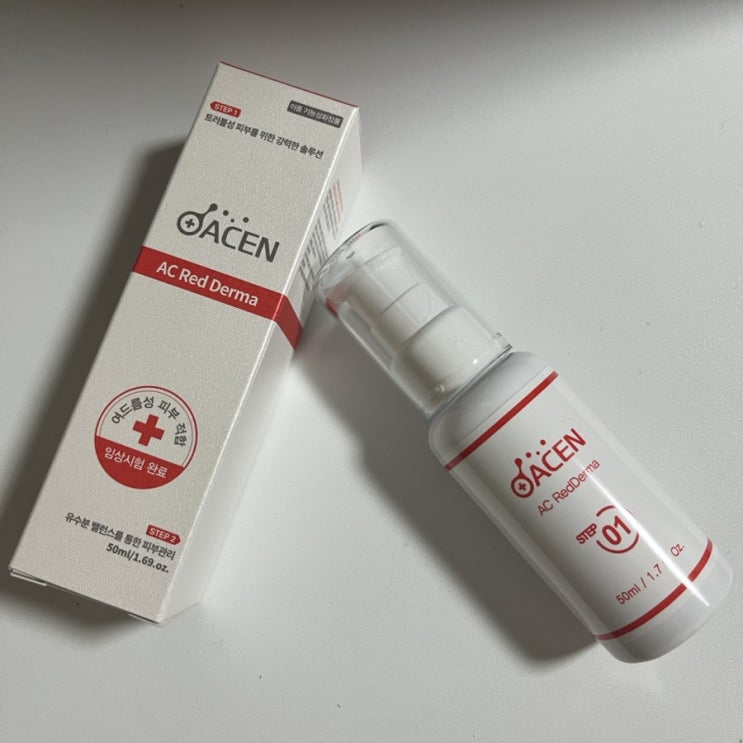 STEP 1
트러블성 피부를 위한 강력한 솔루션
이중 기능성화장품
ACEN
AC Red Derma
여드름성 피부 적합
임상시험 완료
STEP 2
유수분 밸런스를 통한 피부관리
50ml/1.69.oz.
ACEN
AC RedDerma
STEP 01
50ml / 1.7 Oz.